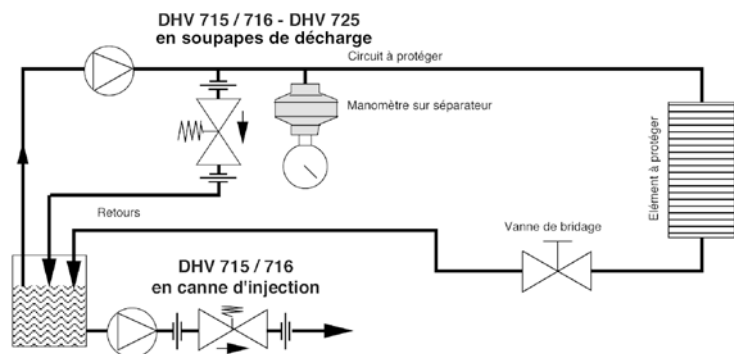 DHV 715 / 716 - DHV 725
en soupapes de décharge
Circuit à protéger
Manomètre sur séparateur
Elément à protéger
Retours
Vanne de bridage
DHV 715 / 716
en canne d'injection